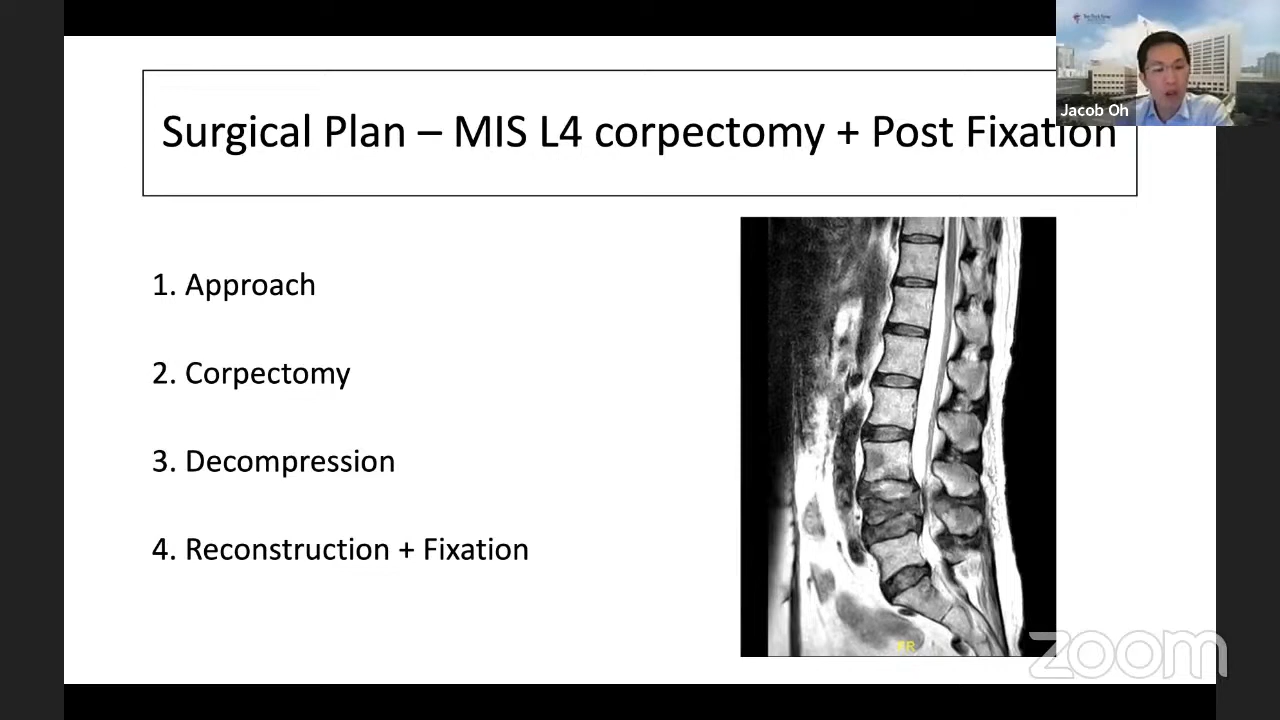 Surgical Plan – MIS L4 corpectomy + Post Fixation
Jacob Oh
1. Approach
2. Corpectomy
3. Decompression
4. Reconstruction + Fixation
zoom